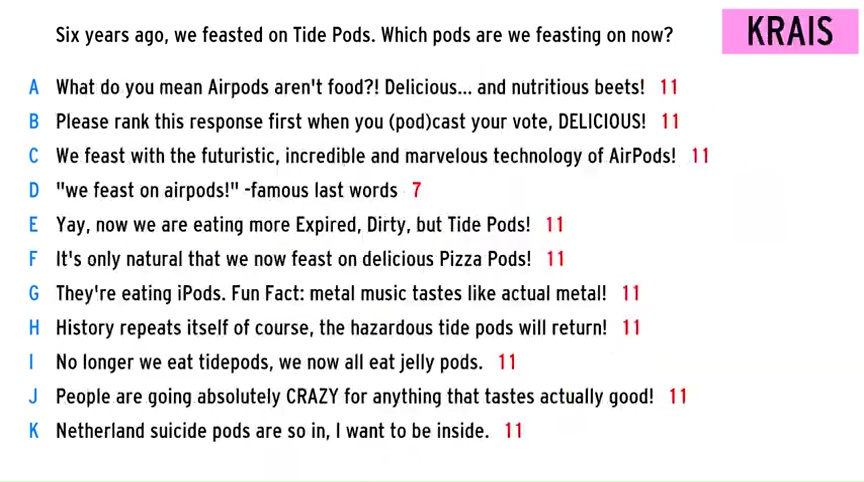 Six years ago, we feasted on Tide Pods. Which pods are we feasting on now?
KRAIS
A What do you mean Airpods aren't food?! Delicious... and nutritious beets! 11
B Please rank this response first when you (pod)cast your vote, DELICIOUS! 11
C We feast with the futuristic, incredible and marvelous technology of AirPods! 11
D "we feast on airpods!" -famous last words 7
E Yay, now we are eating more Expired, Dirty, but Tide Pods! 11
F It's only natural that we now feast on delicious Pizza Pods! 11
G They're eating iPods. Fun Fact: metal music tastes like actual metal! 11
H History repeats itself of course, the hazardous tide pods will return! 11
I No longer we eat tidepods, we now all eat jelly pods. 11
J People are going absolutely CRAZY for anything that tastes actually good! 11
K Netherland suicide pods are so in, I want to be inside. 11